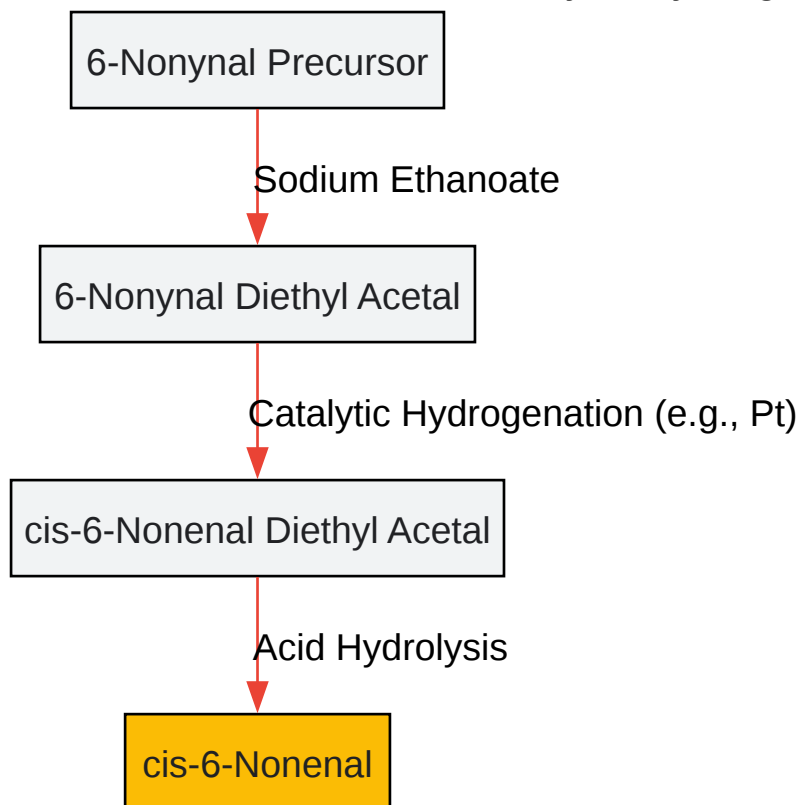 6-Nonynal Precursor
Sodium Ethanoate
6-Nonynal Diethyl Acetal
Catalytic Hydrogenation (e.g., Pt)
cis-6-Nonenal Diethyl Acetal
Acid Hydrolysis
cis-6-Nonenal